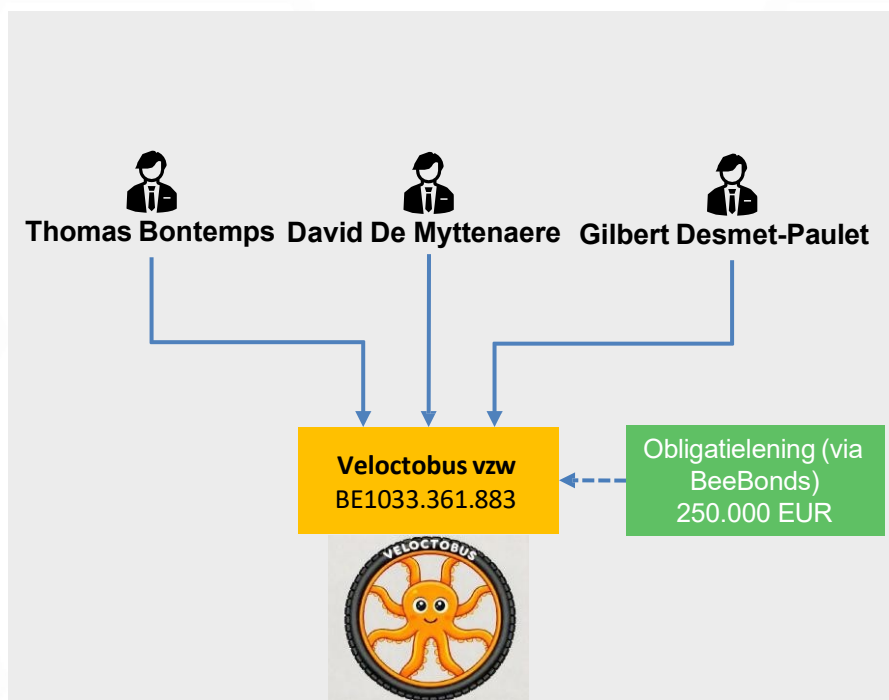 Thomas Bontemps David De Myttenaere Gilbert Desmet-Paulet
Veloctobus vzw
BE1033.361.883
Obligatielening (via
BeeBonds)
250.000 EUR
VELOCTOBUS